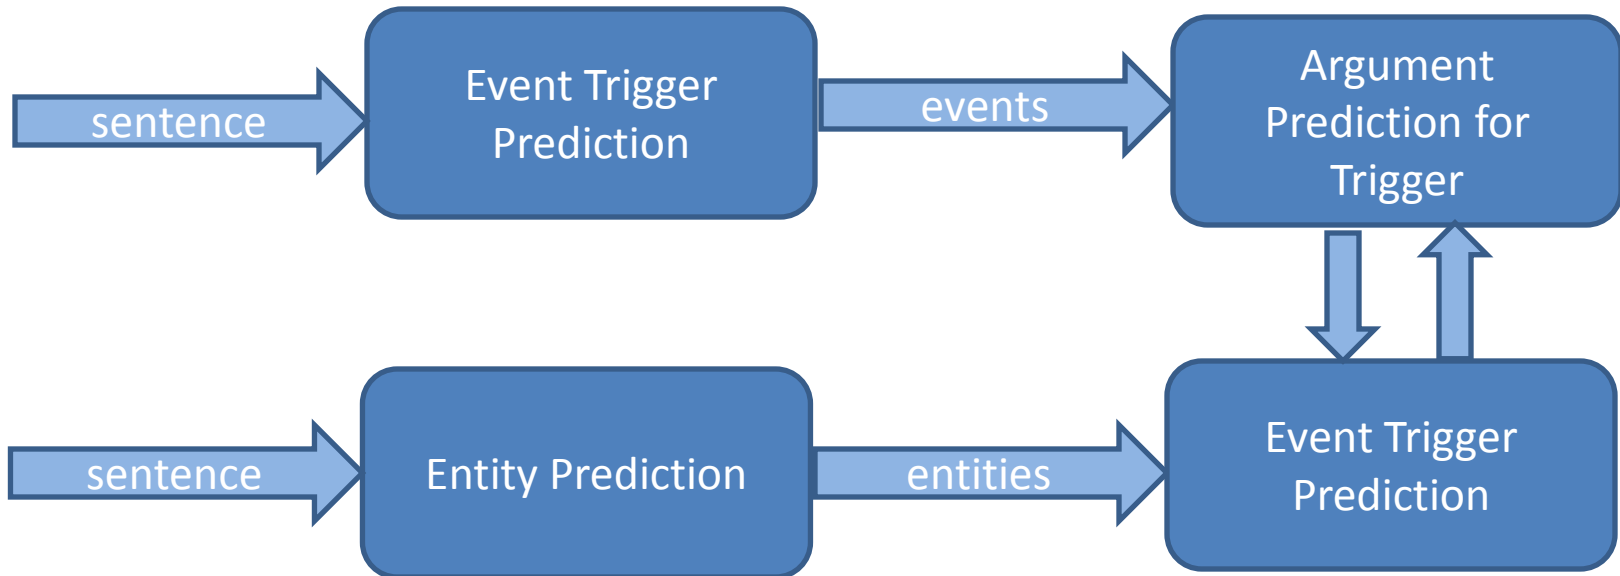 sentence
Event Trigger
Prediction
events
Argument
Prediction for
Trigger
sentence
Entity Prediction
entities
Event Trigger
Prediction